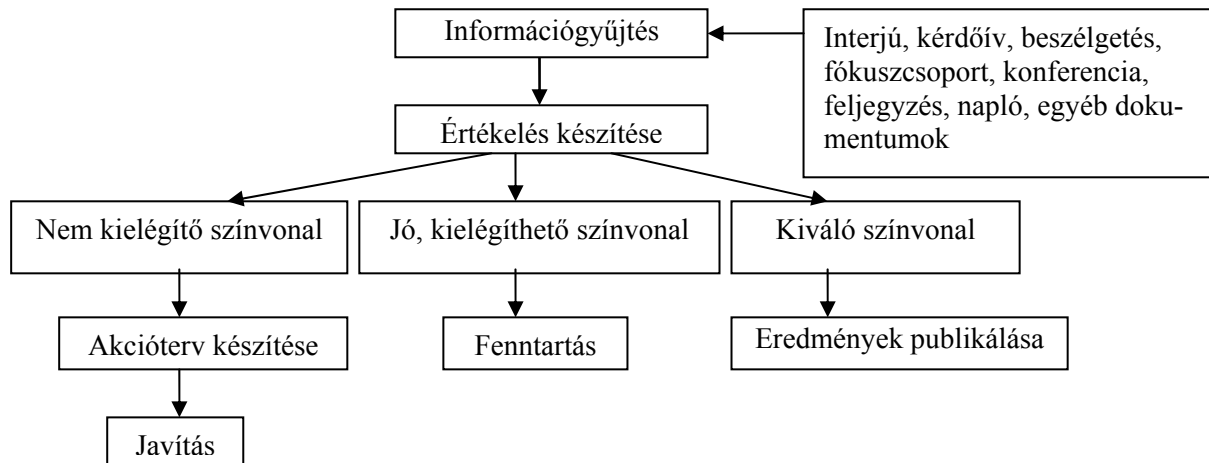 Információgyűjtés
Interjú, kérdőív, beszélgetés,
fókuszcsoport, konferencia,
feljegyzés, napló, egyéb doku-
mentumok
Értékelés készítése
Nem kielégítő színvonal
Jó, kielégíthető színvonal
Kiváló színvonal
Akcióterv készítése
Fenntartás
Eredmények publikálása
Javítás